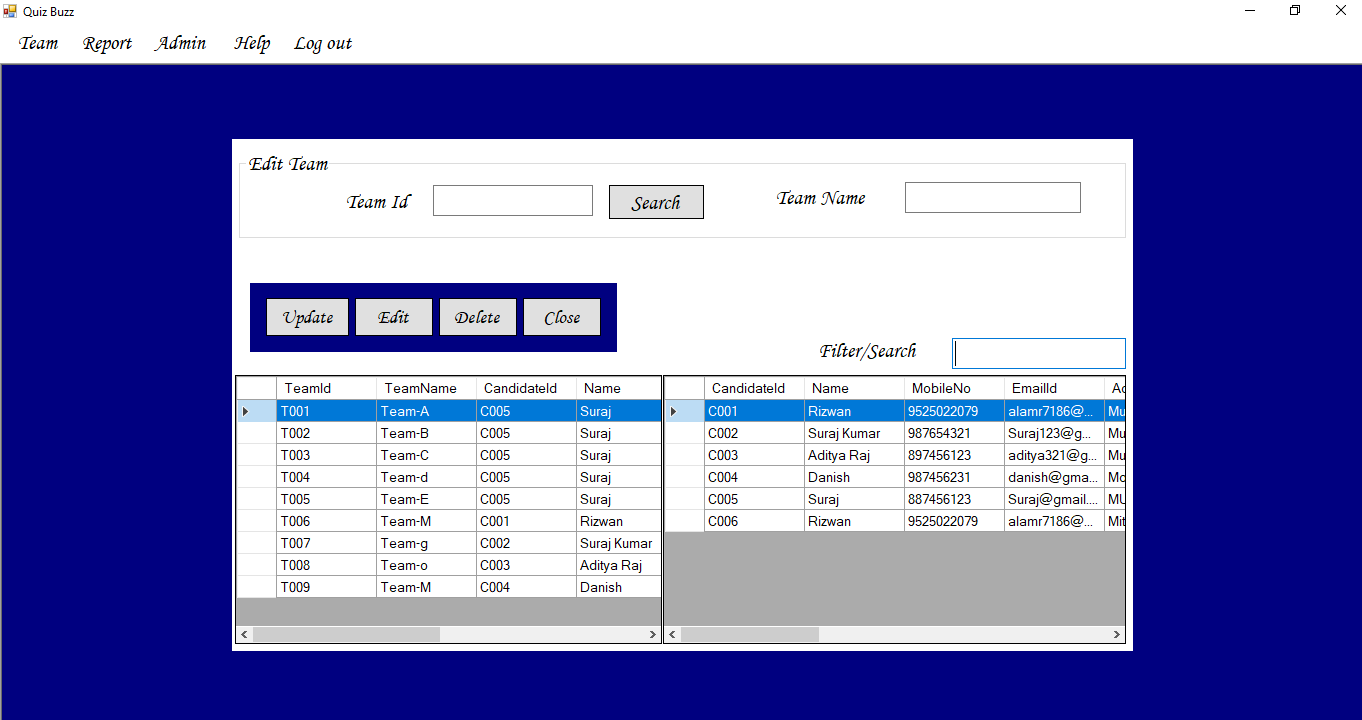 Quiz Buzz
Team Report Admin Help Log out
Edit Team
Team Id Search Team Name
Update Edit Delete Close
Filter/Search
TeamId TeamName CandidateId Name
T001 Team-A C005 Suraj
T002 Team-B C005 Suraj
T003 Team-C C005 Suraj
T004 Team-d C005 Suraj
T005 Team-E C005 Suraj
T006 Team-M C001 Rizwan
T007 Team-g C002 Suraj Kumar
T008 Team-o C003 Aditya Raj
T009 Team-M C004 Danish
CandidateId Name MobileNo EmailId Ac
C001 Rizwan 9525022079 alamr7186@... Mu
C002 Suraj Kumar 987654321 Suraj123@g... Mu
C003 Aditya Raj 897456123 aditya321@g... Mu
C004 Danish 987456231 danish@gma... Mo
C005 Suraj 887456123 Suraj@gmail.... MU
C006 Rizwan 9525022079 alamr7186@... Mit